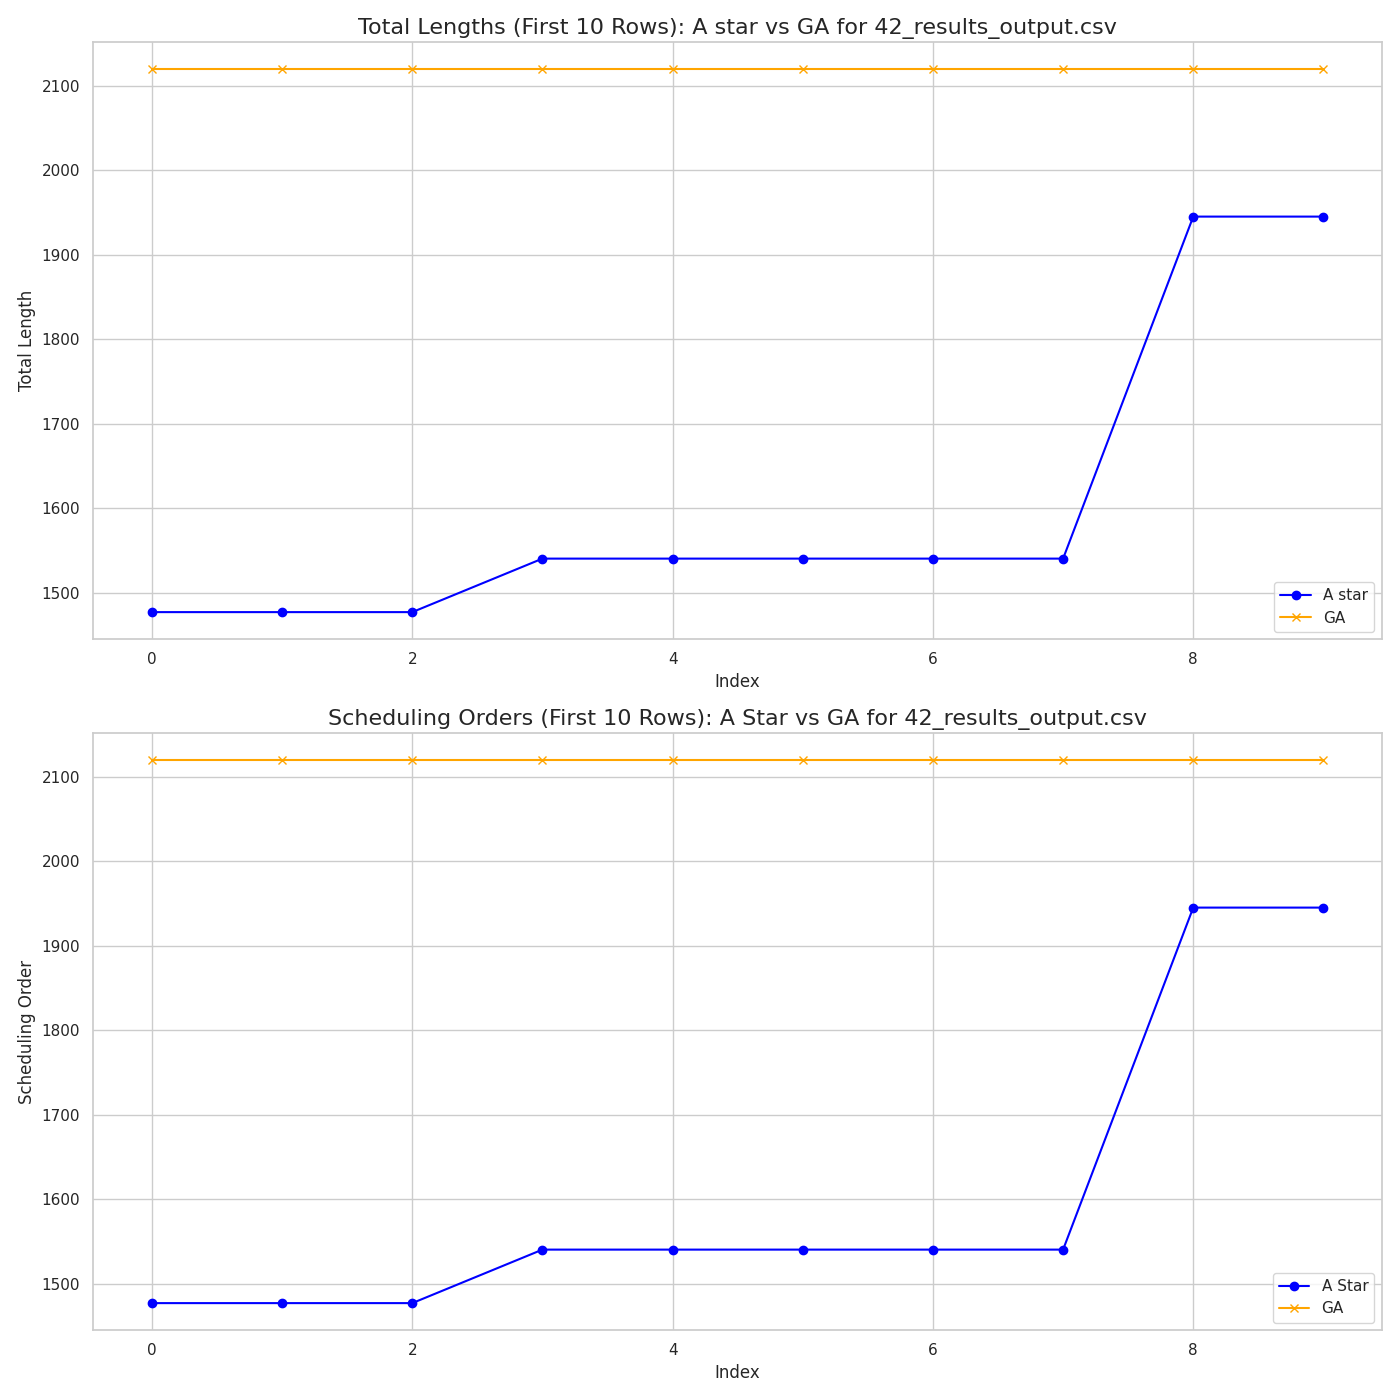 Total Lengths (First 10 Rows): A star vs GA for 42_results_output.csv
2100
2000
1900
1800
1700
1600
1500
Total Length
A star
GA
0 2 4 6 8
Index
Scheduling Orders (First 10 Rows): A Star vs GA for 42_results_output.csv
2100
2000
1900
1800
1700
1600
1500
Scheduling Order
A Star
GA
0 2 4 6 8
Index